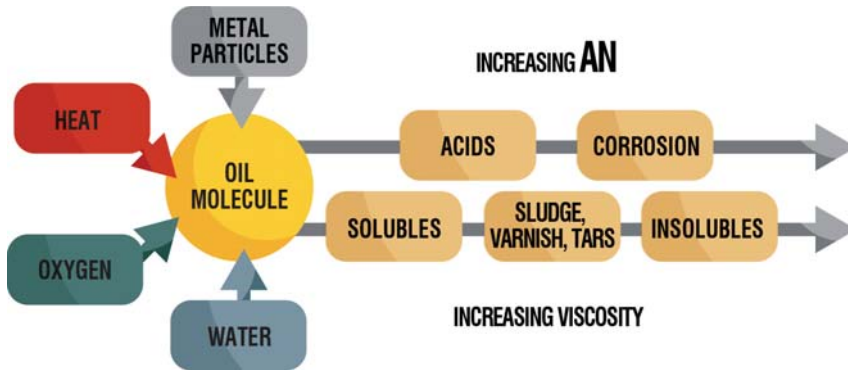 METAL
PARTICLES
INCREASING AN
HEAT
ACIDS
CORROSION
OIL
MOLECULE
SOLUBLES
SLUDGE,
VARNISH, TARS
INSOLUBLES
OXYGEN
WATER
INCREASING VISCOSITY